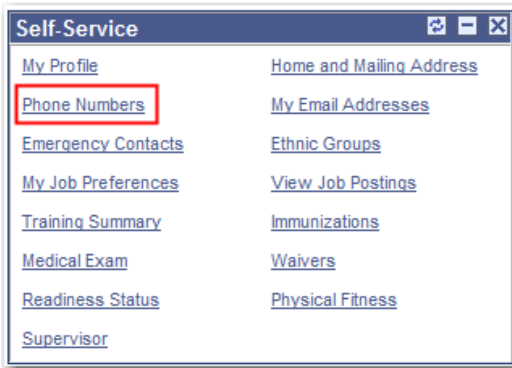 Self-Service
My Profile Home and Mailing Address
Phone Numbers My Email Addresses
Emergency Contacts Ethnic Groups
My Job Preferences View Job Postings
Training Summary Immunizations
Medical Exam Waivers
Readiness Status Physical Fitness
Supervisor